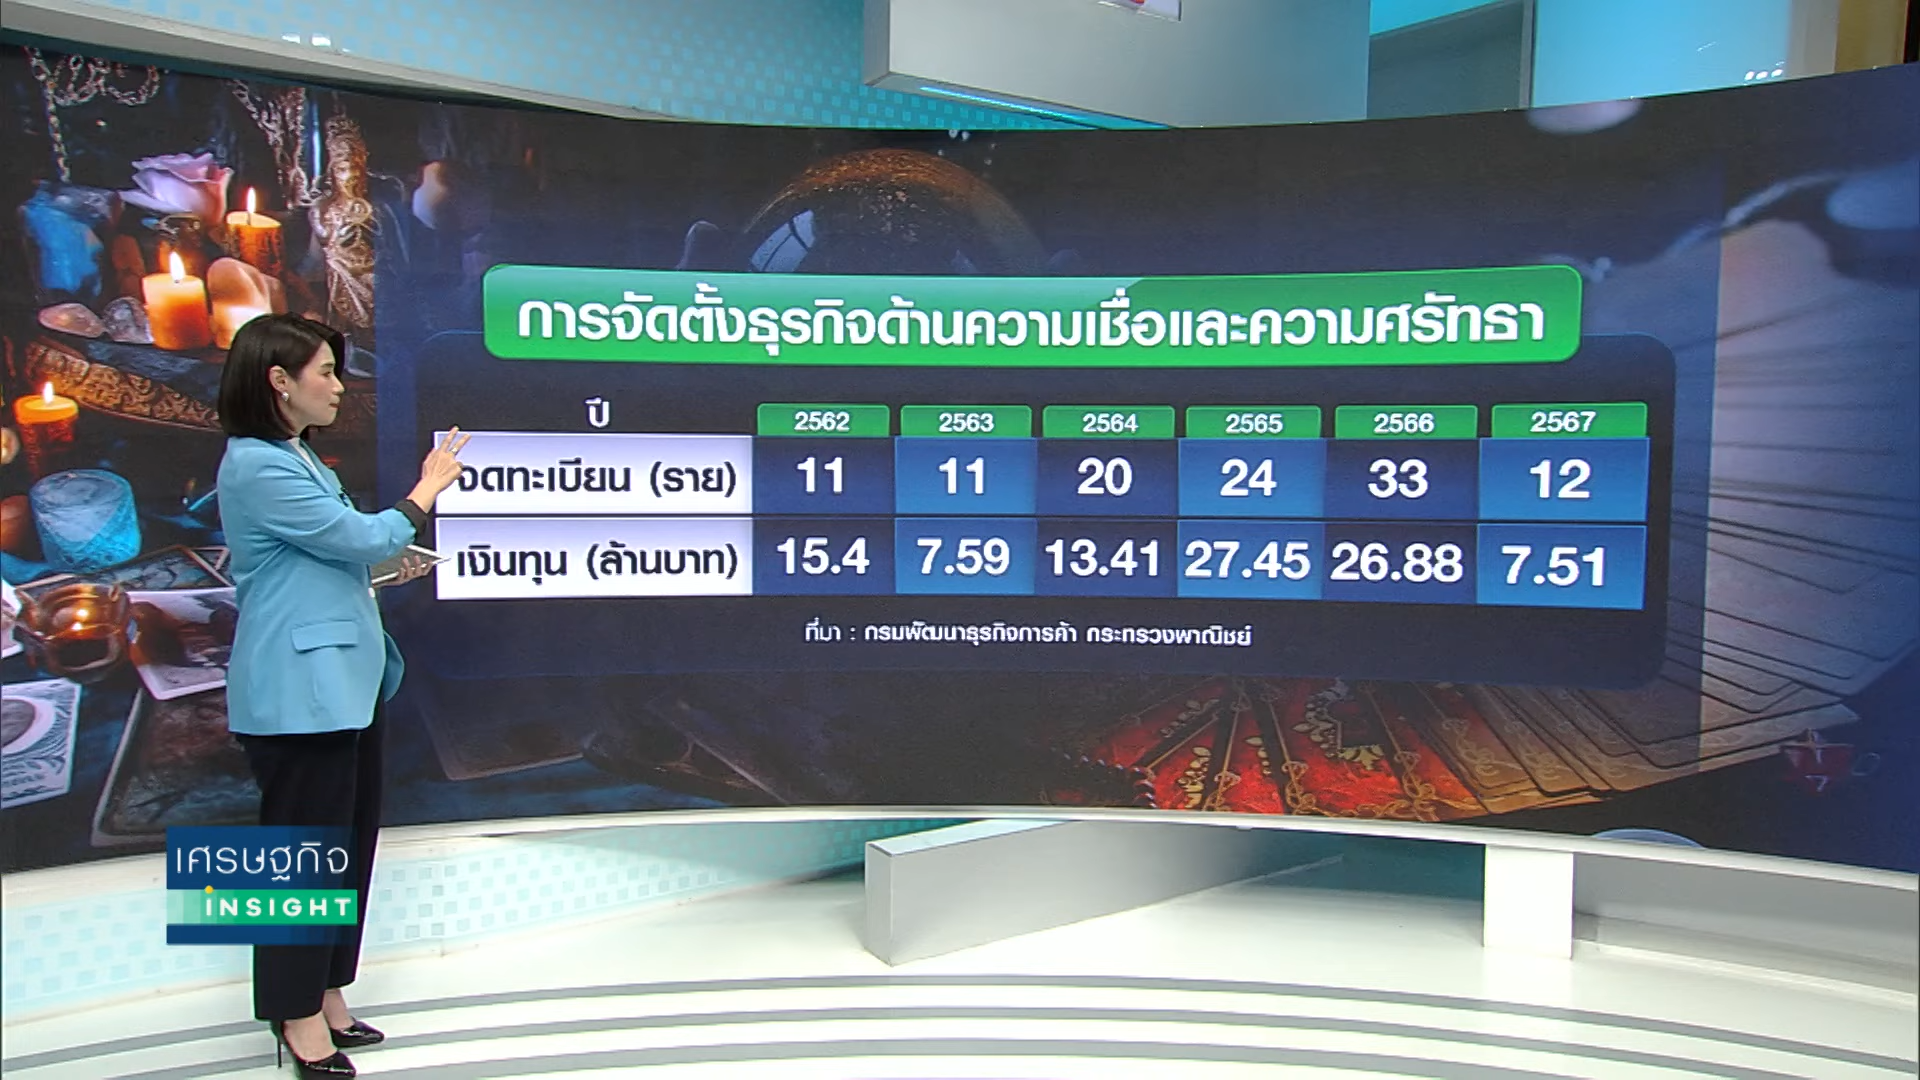 การจัดตั้งธุรกิจด้านความเชื่อและความศรัทธา
ปี 2562 2563 2564 2565 2566 2567
จดทะเบียน (ราย) 11 11 20 24 33 12
เงินทุน (ล้านบาท) 15.4 7.59 13.41 27.45 26.88 7.51
ที่มา : กรมพัฒนาธุรกิจการค้า กระทรวงพาณิชย์
เศรษฐกิจ
iNSIGHT